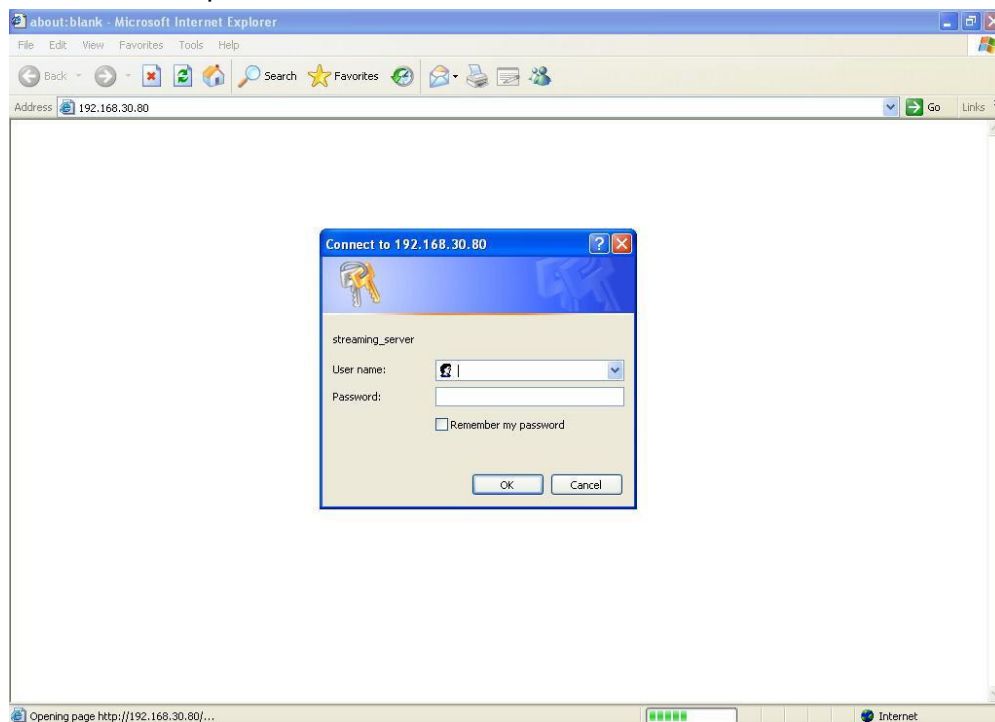 about:blank - Microsoft Internet Explorer
File Edit View Favorites Tools Help
Back Search Favorites
Address 192.168.30.80 Go Links
Connect to 192.168.30.80
streaming_server
User name:
Password:
Remember my password
OK Cancel
Opening page http://192.168.30.80/... Internet